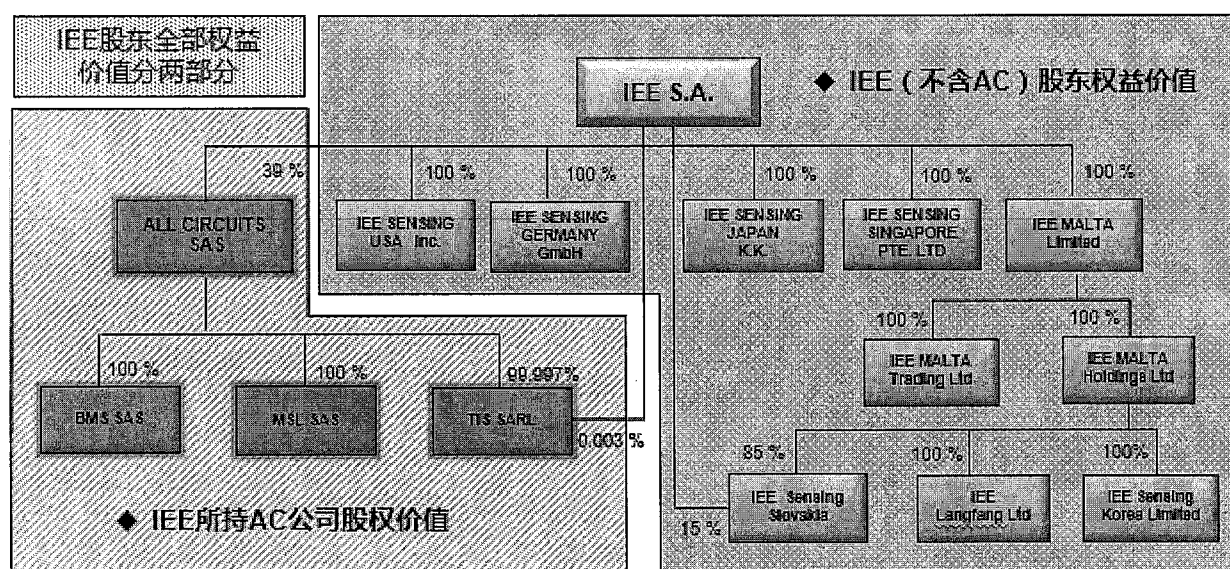 IEE股东全部权益
价值分两部分
IEE S.A.
◆ IEE（不含AC）股东权益价值
39 %
100 %
100 %
100 %
100 %
100 %
ALL CIRCUITS
SAS
IEE SENSING
USA Inc.
IEE SENSING
GERMANY
GmbH
IEE SENSING
JAPAN
K.K.
IEE SENSING
SINGAPORE
PTE. LTD
IEE MALTA
Limited
100 %
100 %
IEE MALTA
Trading Ltd
IEE MALTA
Holdings Ltd
100 %
100 %
99.997%
BMS SAS
MSL SAS
TIS SARL
0.003 %
85 %
100 %
100%
IEE Sensing
Slovakia
IEE
Langfang Ltd
IEE Sensing
Korea Limited
15 %
◆ IEE所持AC公司股权价值